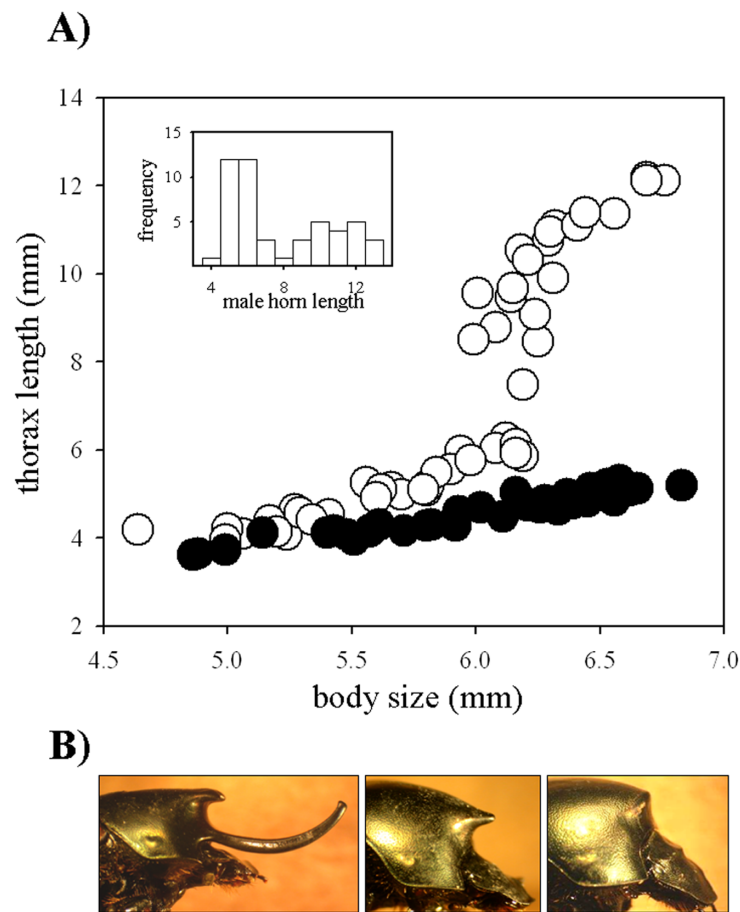 A)
14
12
10
8
6
4
2
thorax length (mm)
15
10
5
frequency
4 8 12
male horn length
4.5 5.0 5.5 6.0 6.5 7.0
body size (mm)
B)